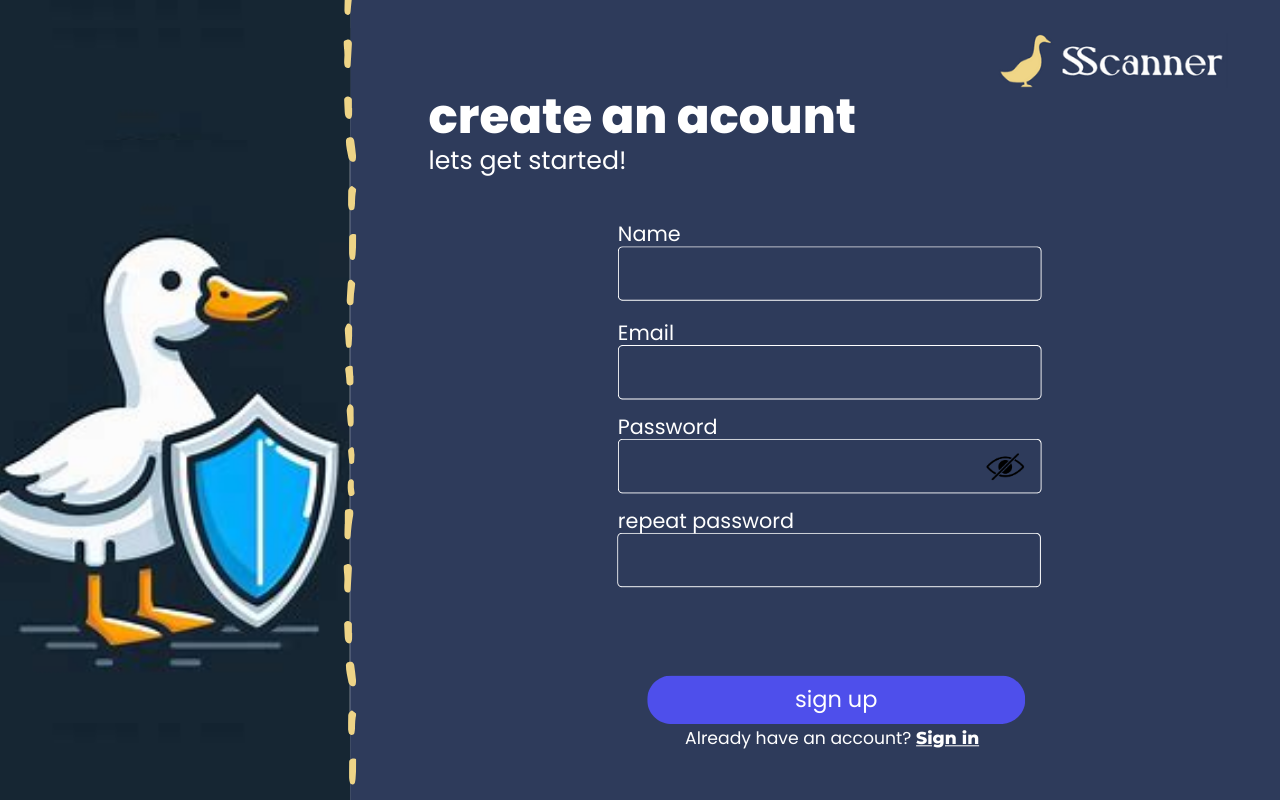 SScanner
create an acount
lets get started!
Name
Email
Password
repeat password
sign up
Already have an account? Sign in